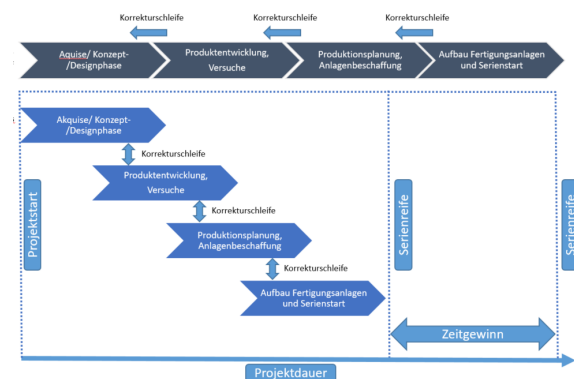 Korrekturschleife
Korrekturschleife
Korrekturschleife
Aquise/ Konzept-
/Designphase
Produktentwicklung,
Versuche
Produktionsplanung,
Anlagenbeschaffung
Aufbau Fertigungsanlagen
und Serienstart
Akquise/ Konzept-
/Designphase
Korrekturschleife
Produktentwicklung,
Versuche
Korrekturschleife
Produktionsplanung,
Anlagenbeschaffung
Korrekturschleife
Aufbau Fertigungsanlagen
und Serienstart
Projektstart
Serienreife
Serienreife
Zeitgewinn
Projektdauer